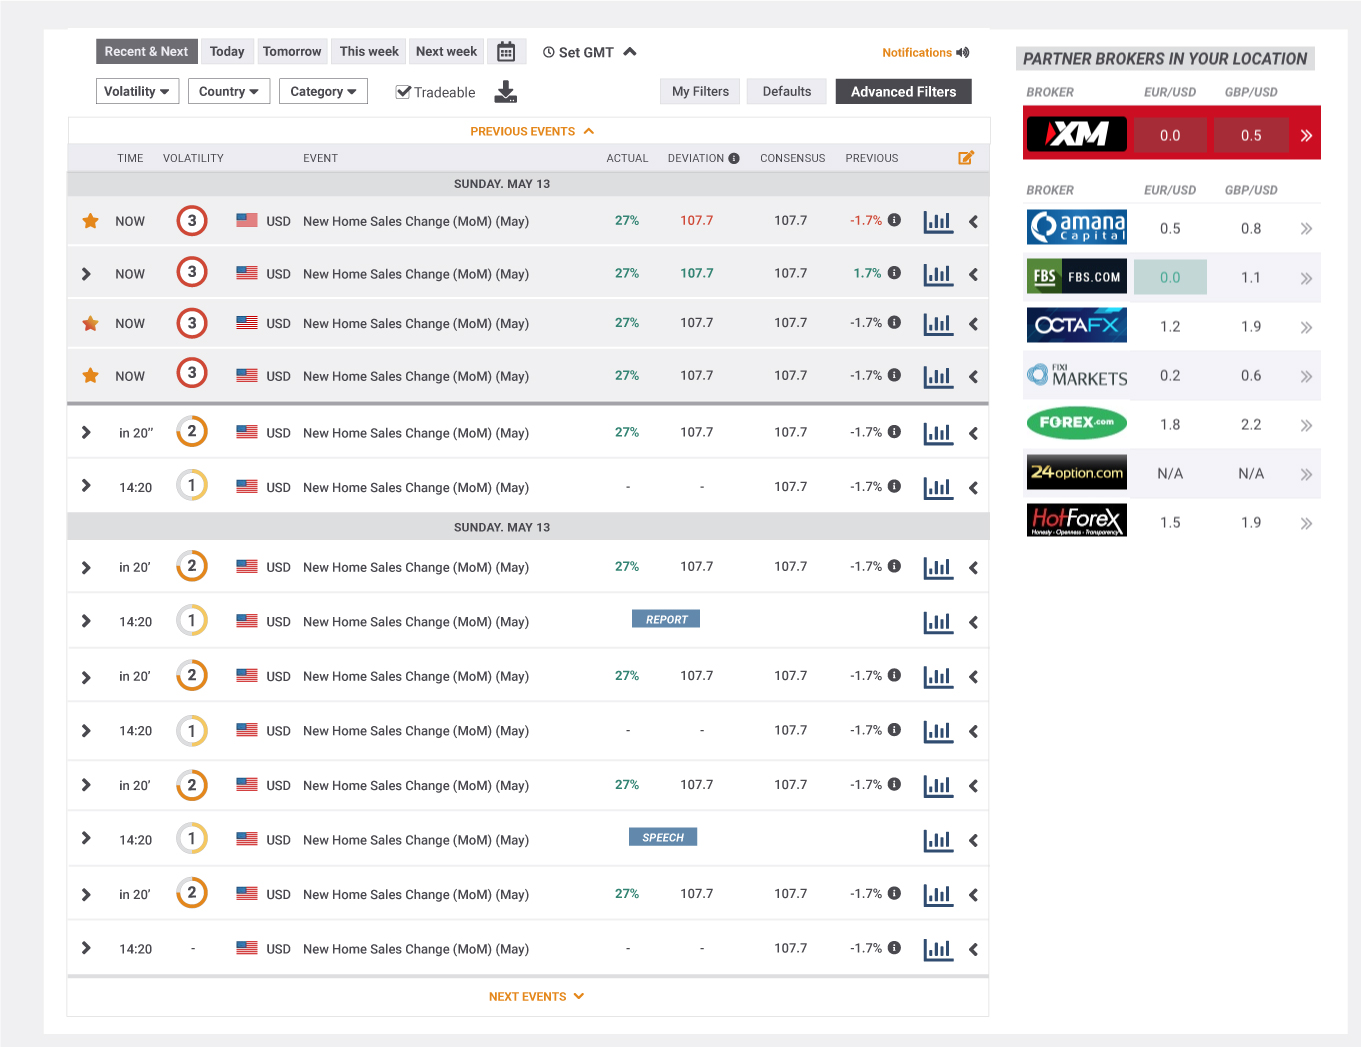 Recent & Next Today Tomorrow This week Next week Set GMT Notifications
Volatility Country Category Tradeable My Filters Defaults Advanced Filters
PREVIOUS EVENTS
TIME VOLATILITY EVENT ACTUAL DEVIATION CONSENSUS PREVIOUS
SUNDAY. MAY 13
NOW 3 USD New Home Sales Change (MoM) (May) 27% 107.7 107.7 -1.7%
NOW 3 USD New Home Sales Change (MoM) (May) 27% 107.7 107.7 1.7%
NOW 3 USD New Home Sales Change (MoM) (May) 27% 107.7 107.7 -1.7%
NOW 3 USD New Home Sales Change (MoM) (May) 27% 107.7 107.7 -1.7%
in 20’’ 2 USD New Home Sales Change (MoM) (May) 27% 107.7 107.7 -1.7%
14:20 1 USD New Home Sales Change (MoM) (May) - - 107.7 -1.7%
SUNDAY. MAY 13
in 20’ 2 USD New Home Sales Change (MoM) (May) 27% 107.7 107.7 -1.7%
14:20 1 USD New Home Sales Change (MoM) (May) REPORT
in 20’ 2 USD New Home Sales Change (MoM) (May) 27% 107.7 107.7 -1.7%
14:20 1 USD New Home Sales Change (MoM) (May) - - 107.7 -1.7%
in 20’ 2 USD New Home Sales Change (MoM) (May) 27% 107.7 107.7 -1.7%
14:20 1 USD New Home Sales Change (MoM) (May) SPEECH
in 20’ 2 USD New Home Sales Change (MoM) (May) 27% 107.7 107.7 -1.7%
14:20 - USD New Home Sales Change (MoM) (May) - - 107.7 -1.7%
NEXT EVENTS
PARTNER BROKERS IN YOUR LOCATION
BROKER EUR/USD GBP/USD
XM 0.0 0.5
BROKER EUR/USD GBP/USD
amana capital 0.5 0.8
FBS FBS.COM 0.0 1.1
OCTAFX 1.2 1.9
FIXI MARKETS 0.2 0.6
FOREX.com 1.8 2.2
24option.com N/A N/A
HotForex 1.5 1.9
Honesty - Openness - Transparency